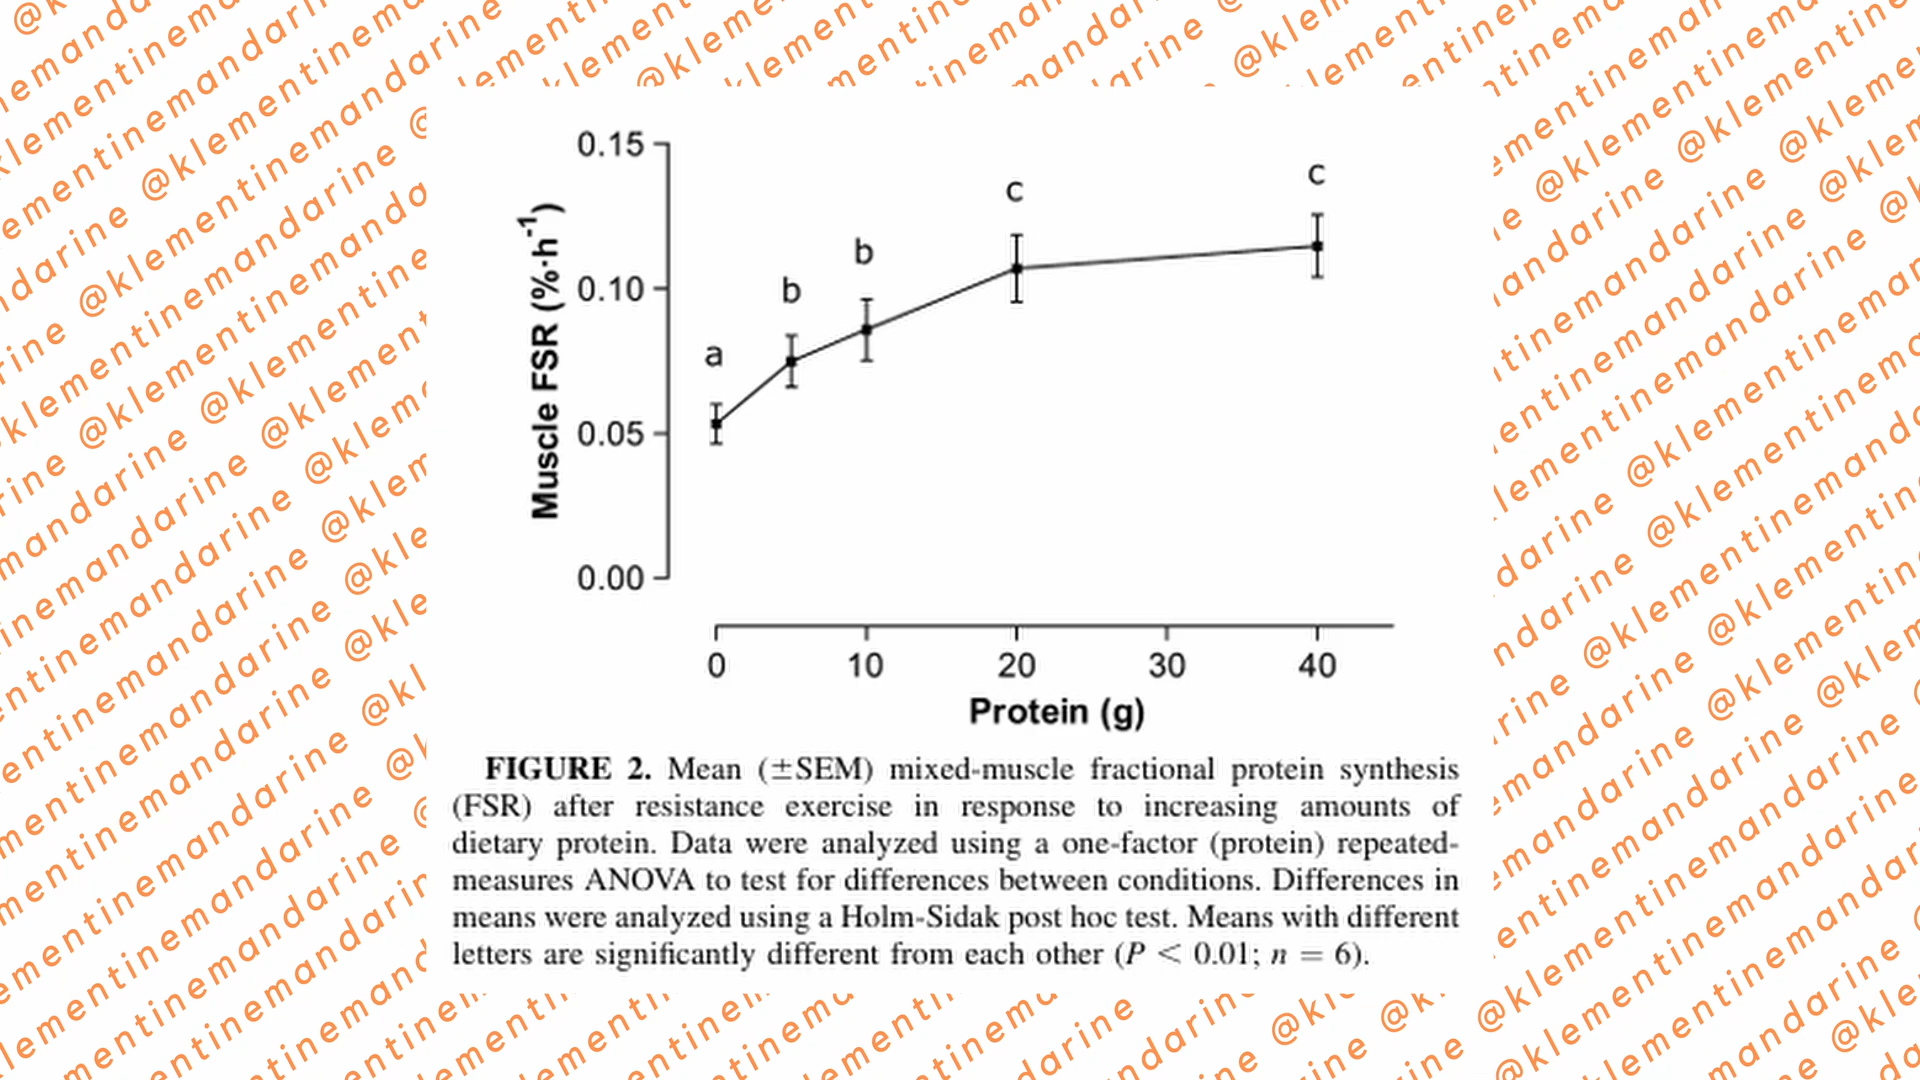 @klementinemandarine
0.15
0.10
0.05
0.00
Muscle FSR (%·h-1)
a
b
b
c
c
0
10
20
30
40
Protein (g)
FIGURE 2. Mean (±SEM) mixed-muscle fractional protein synthesis
(FSR) after resistance exercise in response to increasing amounts of
dietary protein. Data were analyzed using a one-factor (protein) repeated-
measures ANOVA to test for differences between conditions. Differences in
means were analyzed using a Holm-Sidak post hoc test. Means with different
letters are significantly different from each other (P < 0.01; n = 6).